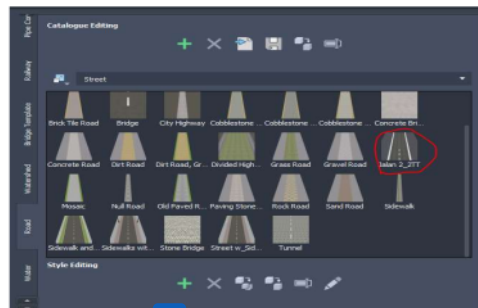 Catalogue Editing
Street
Brick Tile Road Bridge City Highway Cobblestone ... Cobblestone ... Cobblestone ... Concrete Bri...
Concrete Road Dirt Road Dirt Road, Gr... Divided High... Grass Road Gravel Road Jalan 2_2TT
Mosaic Null Road Old Paved R... Paving Stone... Rock Road Sand Road Sidewalk
Sidewalk and... Sidewalks wit... Stone Bridge Street w_Sid... Tunnel
Style Editing
Pipe Con
Railway
Bridge Template
Watershed
Road
Water